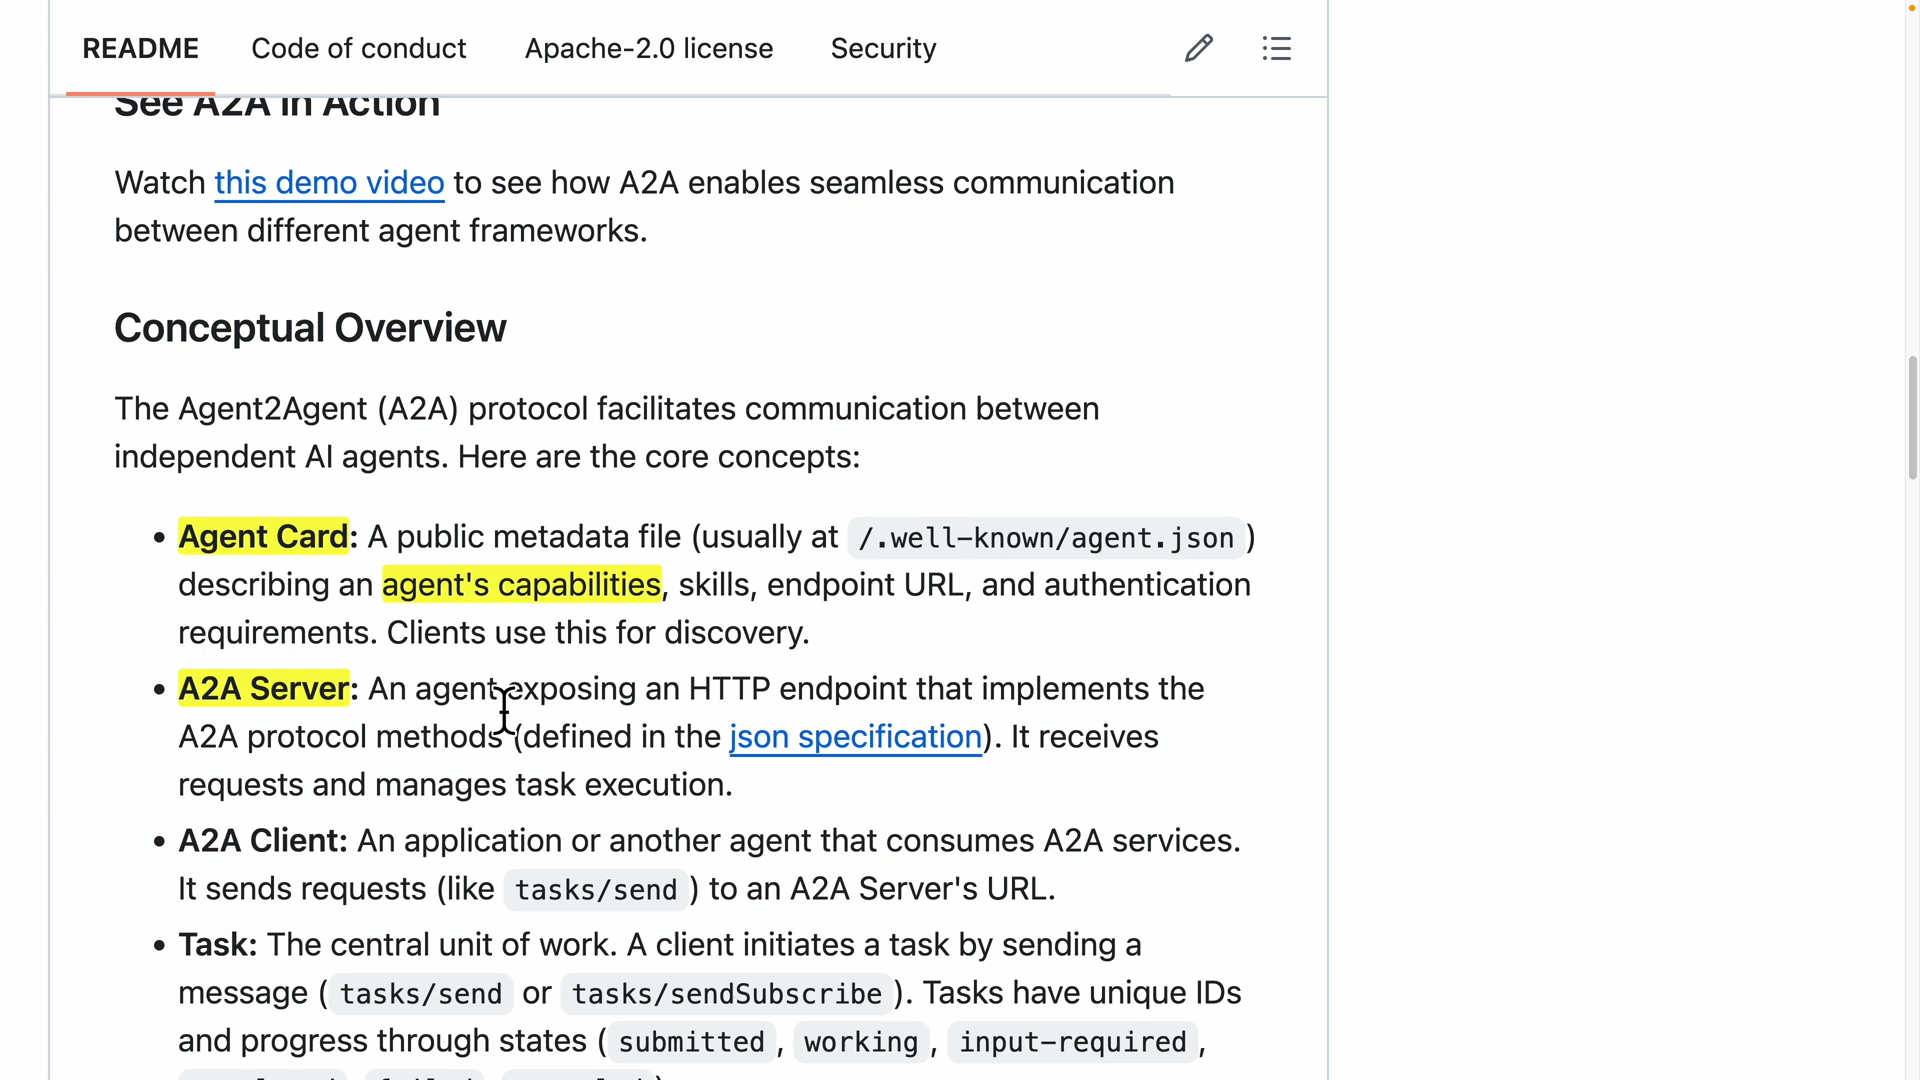 README Code of conduct Apache-2.0 license Security
See A2A in Action
Watch this demo video to see how A2A enables seamless communication
between different agent frameworks.
Conceptual Overview
The Agent2Agent (A2A) protocol facilitates communication between
independent AI agents. Here are the core concepts:
• Agent Card: A public metadata file (usually at /.well-known/agent.json)
describing an agent's capabilities, skills, endpoint URL, and authentication
requirements. Clients use this for discovery.
• A2A Server: An agent exposing an HTTP endpoint that implements the
A2A protocol methods (defined in the json specification). It receives
requests and manages task execution.
• A2A Client: An application or another agent that consumes A2A services.
It sends requests (like tasks/send) to an A2A Server's URL.
• Task: The central unit of work. A client initiates a task by sending a
message (tasks/send or tasks/sendSubscribe). Tasks have unique IDs
and progress through states (submitted, working, input-required,